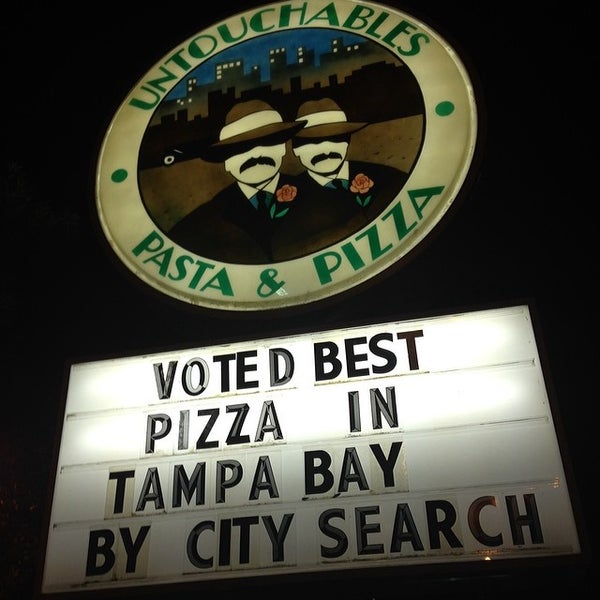 UNTOUCHABLES
PASTA & PIZZA
VOTED BEST
PIZZA IN
TAMPA BAY
BY CITY SEARCH